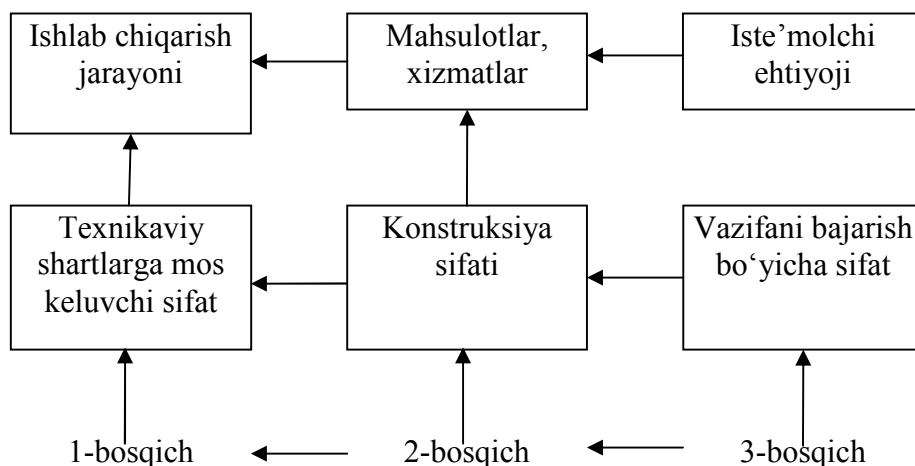 Ishlab chiqarish
jarayoni
Mahsulotlar,
xizmatlar
Iste’molchi
ehtiyoji
Texnikaviy
shartlarga mos
keluvchi sifat
Konstruksiya
sifati
Vazifani bajarish
bo‘yicha sifat
1-bosqich
2-bosqich
3-bosqich